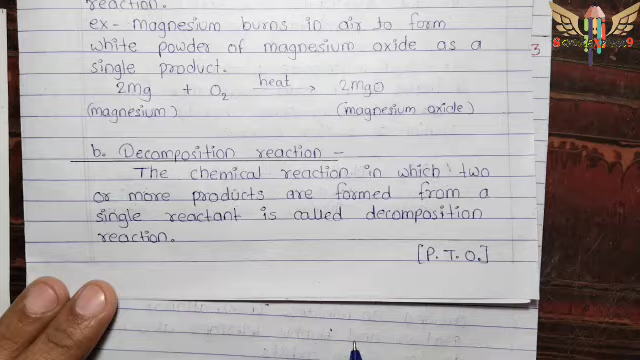 reaction.
ex- magnesium burns in air to form
white powder of magnesium oxide as a
single product.
2mg + O2 heat → 2mgO
(magnesium) (magnesium oxide)
b. Decomposition reaction -
The chemical reaction in which two
or more products are formed from a
single reactant is called decomposition
reaction.
[P. T. O.]
3